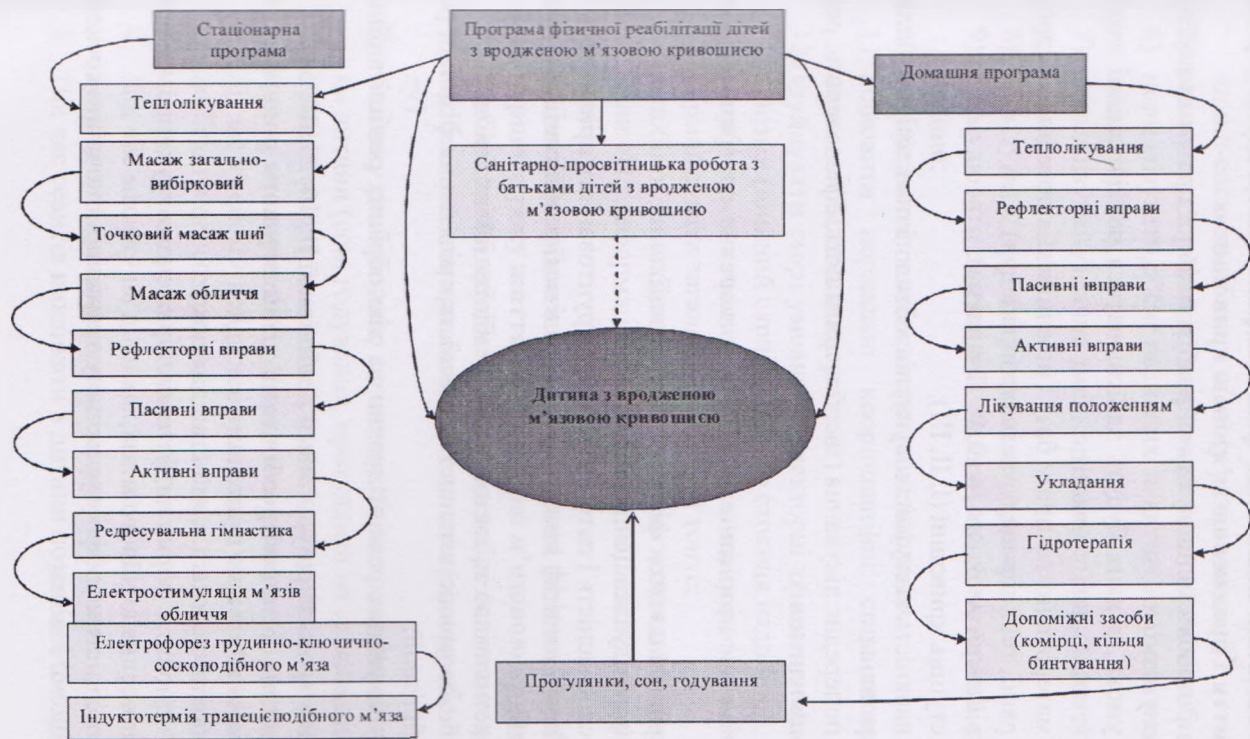 Стаціонарна
програма
Теплолікування
Масаж загально-
вибірковий
Точковий масаж шиї
Масаж обличчя
Рефлекторні вправи
Пасивні вправи
Активні вправи
Редресувальна гімнастика
Електростимуляція м’язів
обличчя
Електрофорез грудинно-ключично-
соскоподібного м’яза
Індуктотермія трапецієподібного м’яза
Програма фізичної реабілітації дітей
з вродженою м’язовою кривошиєю
Санітарно-просвітницька робота з
батьками дітей з вродженою
м’язовою кривошиєю
Дитина з вродженою
м’язовою кривошиєю
Прогулянки, сон, годування
Домашня програма
Теплолікування
Рефлекторні вправи
Пасивні івправи
Активні вправи
Лікування положенням
Укладання
Гідротерапія
Допоміжні засоби
(комірці, кільця
бинтування)